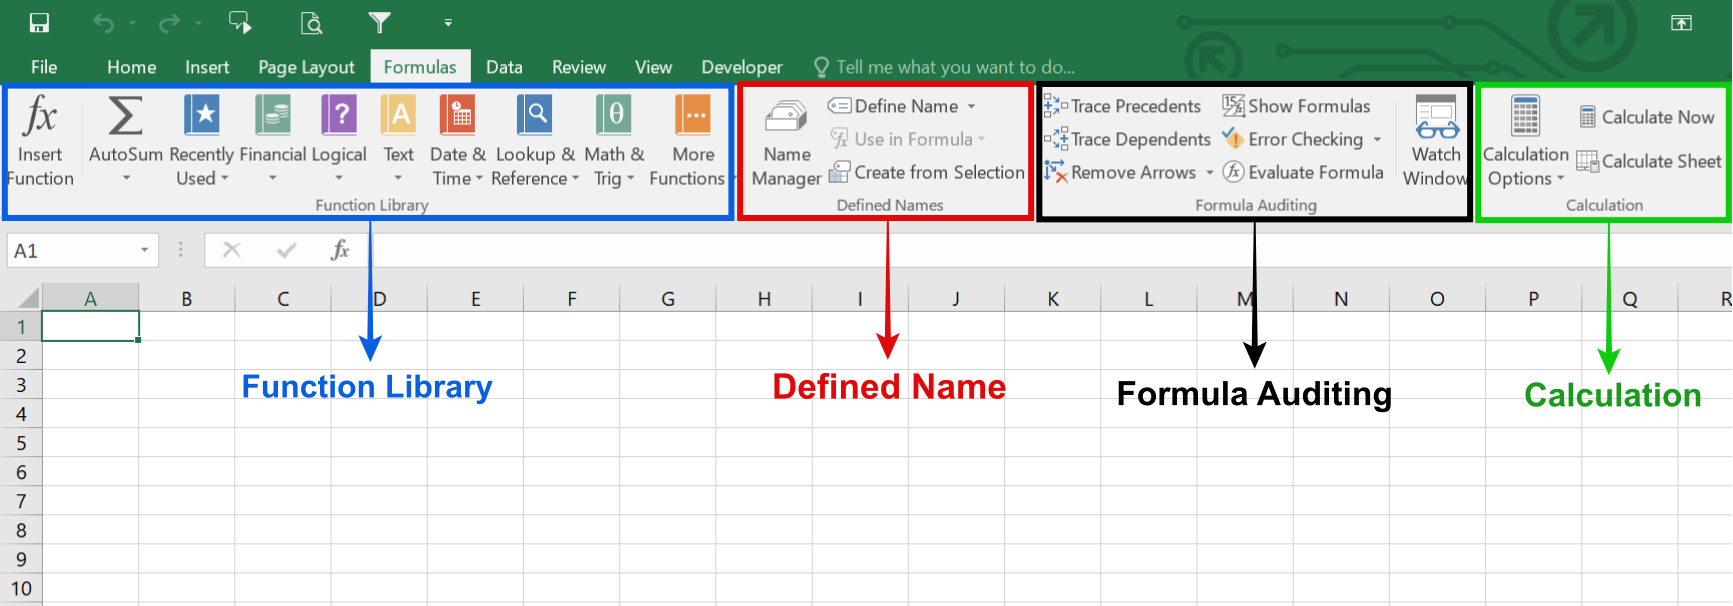 File Home Insert Page Layout Formulas Data Review View Developer Tell me what you want to do...
fx Insert Function
AutoSum
Recently Used
Financial
Logical
?
Text
A
Date & Time
Lookup & Reference
Math & Trig
θ
More Functions
Function Library
Name Manager
Define Name
Use in Formula
Create from Selection
Defined Names
Trace Precedents
Trace Dependents
Remove Arrows
Show Formulas
Error Checking
Evaluate Formula
Watch Window
Formula Auditing
Calculation Options
Calculate Now
Calculate Sheet
Calculation
A1 fx
A B C D E F G H I J K L M N O P Q R
1
2
3
Function Library Defined Name Formula Auditing Calculation
4
5
6
7
8
9
10